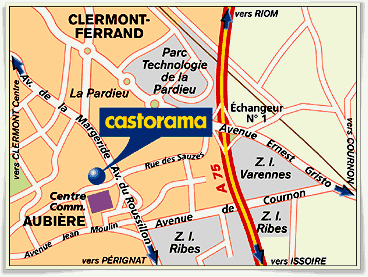 vers RIOM
CLERMONT-
FERRAND
Parc
Technologie
de la
Pardieu
La Pardieu
vers CLERMONT Centre
Av. de la Margeride
castorama
Échangeur
N° 1
Avenue Ernest Gristo
vers COURNON
Rue des Sauzes
Z. I.
Varennes
A 75
Centre
Comm.
AUBIÈRE
Av. du Roussillon
Avenue de Cournon
Avenue Jean Moulin
Z. I.
Ribes
Z. I.
Ribes
vers PÉRIGNAT
vers ISSOIRE